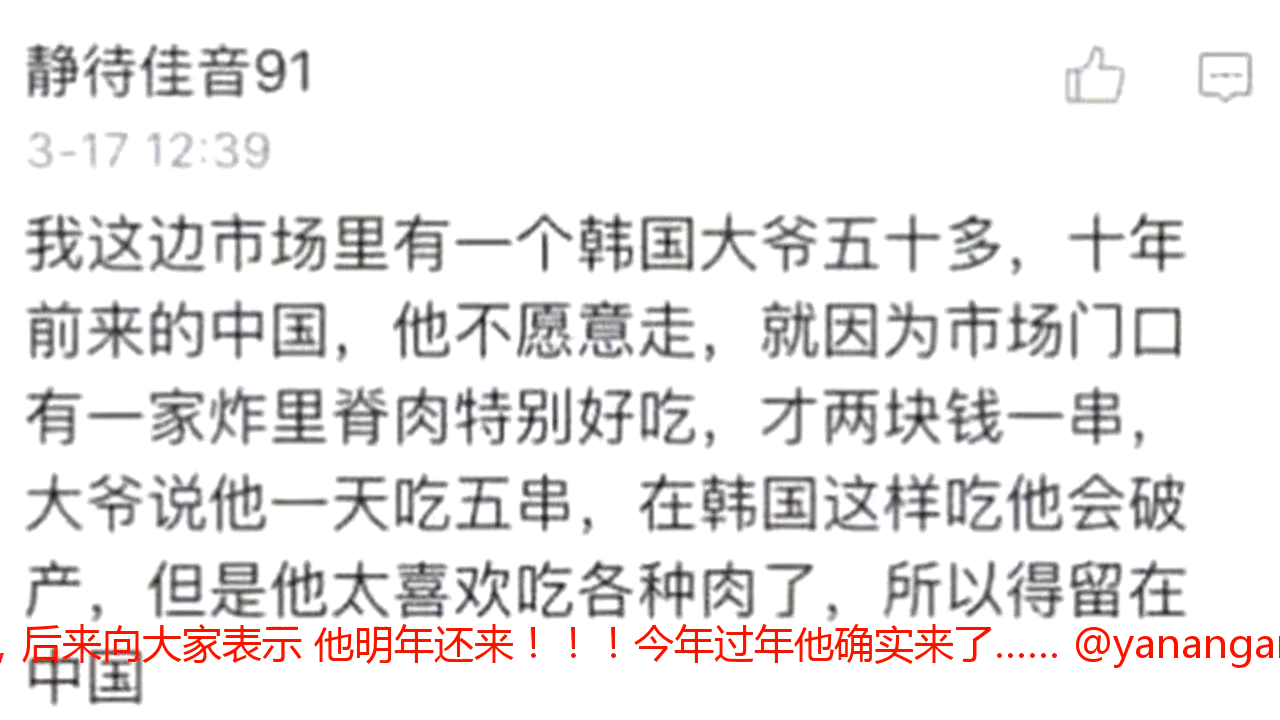 静待佳音91
3-17 12:39
我这边市场里有一个韩国大爷五十多，十年
前来的中国，他不愿意走，就因为市场门口
有一家炸里脊肉特别好吃，才两块钱一串，
大爷说他一天吃五串，在韩国这样吃他会破
产，但是他太喜欢吃各种肉了，所以得留在
，后来向大家表示 他明年还来！！！今年过年他确实来了...... @yanangar
中国